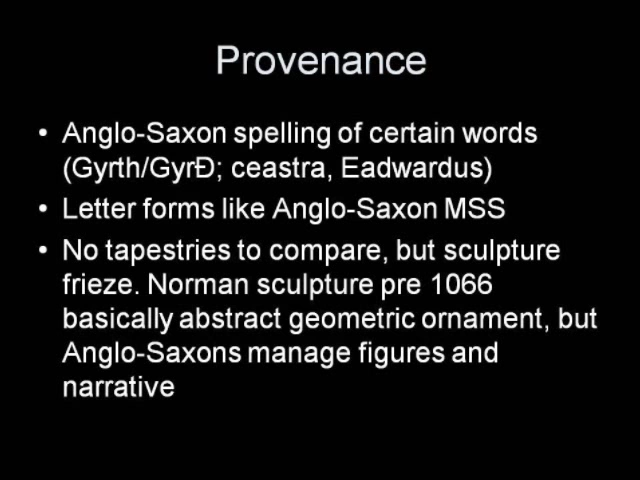 Provenance
• Anglo-Saxon spelling of certain words
(Gyrth/GyrÐ; ceastra, Eadwardus)
• Letter forms like Anglo-Saxon MSS
• No tapestries to compare, but sculpture
frieze. Norman sculpture pre 1066
basically abstract geometric ornament, but
Anglo-Saxons manage figures and
narrative